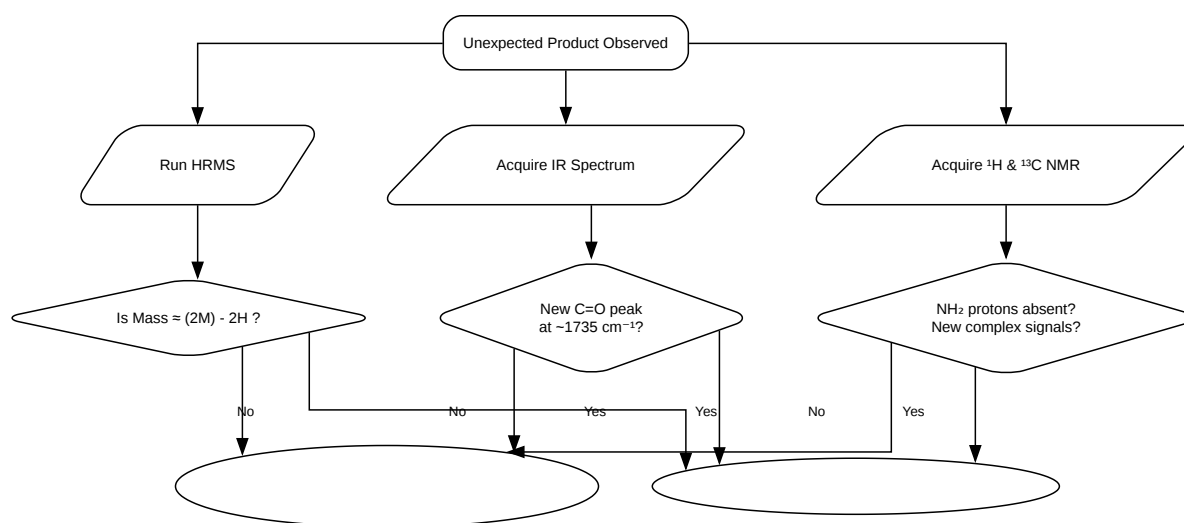 Unexpected Product Observed
Run HRMS
Acquire IR Spectrum
Acquire ¹H & ¹³C NMR
Is Mass ≈ (2M) - 2H ?
New C=O peak
at ~1735 cm⁻¹?
NH₂ protons absent?
New complex signals?
No
No
Yes
Yes
No
Yes